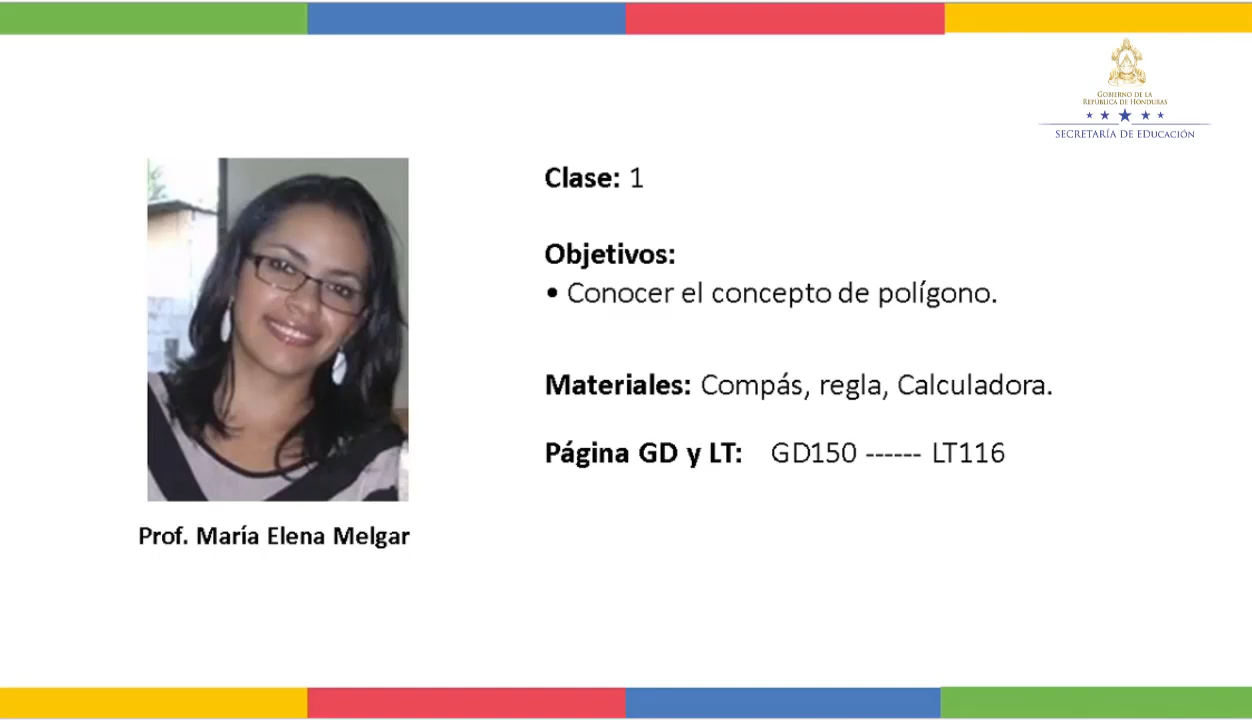 GOBIERNO DE LA
REPÚBLICA DE HONDURAS
SECRETARÍA DE EDUCACIÓN
Clase: 1
Objetivos:
• Conocer el concepto de polígono.
Materiales: Compás, regla, Calculadora.
Página GD y LT: GD150 ------ LT116
Prof. María Elena Melgar